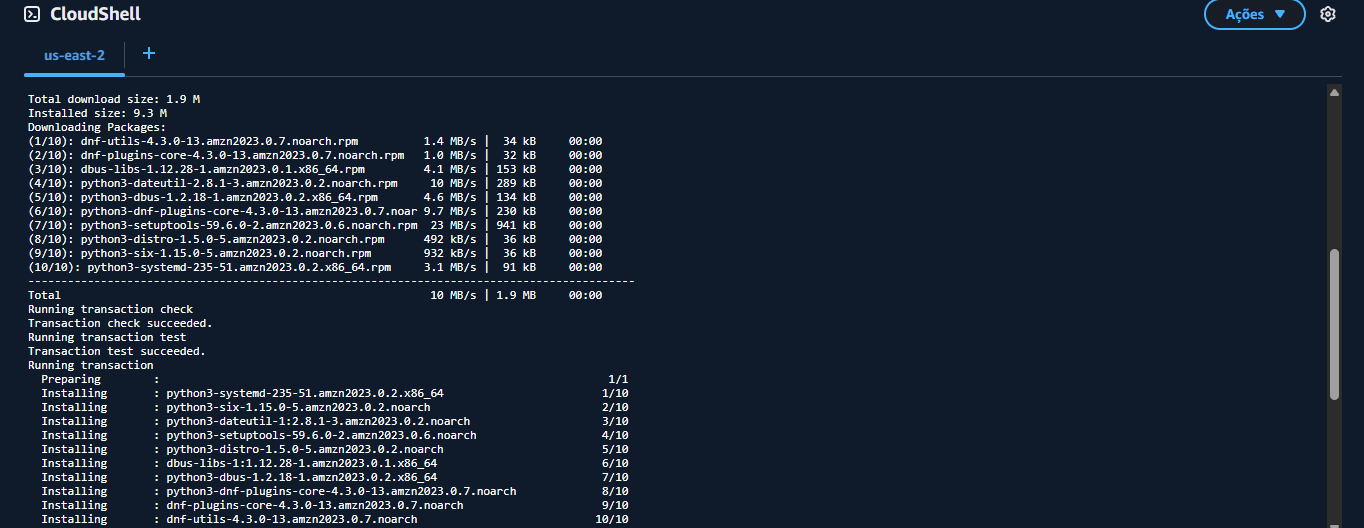 CloudShell
Ações
us-east-2
+
Total download size: 1.9 M
Installed size: 9.3 M
Downloading Packages:
(1/10): dnf-utils-4.3.0-13.amzn2023.0.7.noarch.rpm 1.4 MB/s | 34 kB 00:00
(2/10): dnf-plugins-core-4.3.0-13.amzn2023.0.7.noarch.rpm 1.0 MB/s | 32 kB 00:00
(3/10): dbus-libs-1.12.28-1.amzn2023.0.1.x86_64.rpm 4.1 MB/s | 153 kB 00:00
(4/10): python3-dateutil-2.8.1-3.amzn2023.0.2.noarch.rpm 10 MB/s | 289 kB 00:00
(5/10): python3-dbus-1.2.18-1.amzn2023.0.2.x86_64.rpm 4.6 MB/s | 134 kB 00:00
(6/10): python3-dnf-plugins-core-4.3.0-13.amzn2023.0.7.noar 9.7 MB/s | 230 kB 00:00
(7/10): python3-setuptools-59.6.0-2.amzn2023.0.6.noarch.rpm 23 MB/s | 941 kB 00:00
(8/10): python3-distro-1.5.0-5.amzn2023.0.2.noarch.rpm 492 kB/s | 36 kB 00:00
(9/10): python3-six-1.15.0-5.amzn2023.0.2.noarch.rpm 932 kB/s | 36 kB 00:00
(10/10): python3-systemd-235-51.amzn2023.0.2.x86_64.rpm 3.1 MB/s | 91 kB 00:00
--------------------------------------------------------------------------------------------
Total 10 MB/s | 1.9 MB 00:00
Running transaction check
Transaction check succeeded.
Running transaction test
Transaction test succeeded.
Running transaction
Preparing : 1/1
Installing : python3-systemd-235-51.amzn2023.0.2.x86_64 1/10
Installing : python3-six-1.15.0-5.amzn2023.0.2.noarch 2/10
Installing : python3-dateutil-1:2.8.1-3.amzn2023.0.2.noarch 3/10
Installing : python3-setuptools-59.6.0-2.amzn2023.0.6.noarch 4/10
Installing : python3-distro-1.5.0-5.amzn2023.0.2.noarch 5/10
Installing : dbus-libs-1:1.12.28-1.amzn2023.0.1.x86_64 6/10
Installing : python3-dbus-1.2.18-1.amzn2023.0.2.x86_64 7/10
Installing : python3-dnf-plugins-core-4.3.0-13.amzn2023.0.7.noarch 8/10
Installing : dnf-plugins-core-4.3.0-13.amzn2023.0.7.noarch 9/10
Installing : dnf-utils-4.3.0-13.amzn2023.0.7.noarch 10/10